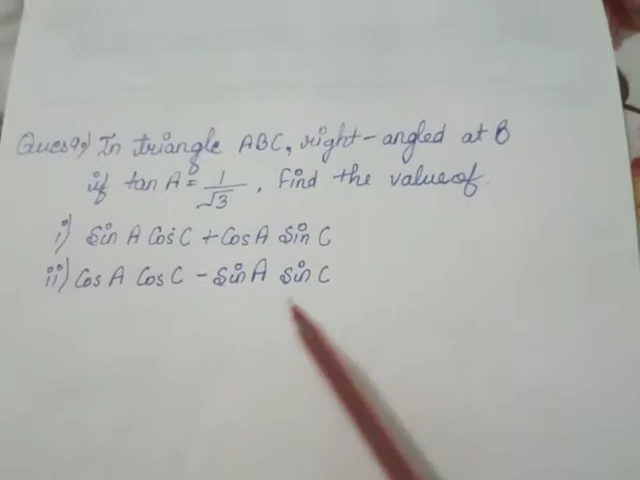 Ques 9) In triangle ABC, right-angled at B
if tan A = 1/√3, Find the value of
i) Sin A Cos C + Cos A Sin C
ii) Cos A Cos C - Sin A Sin C